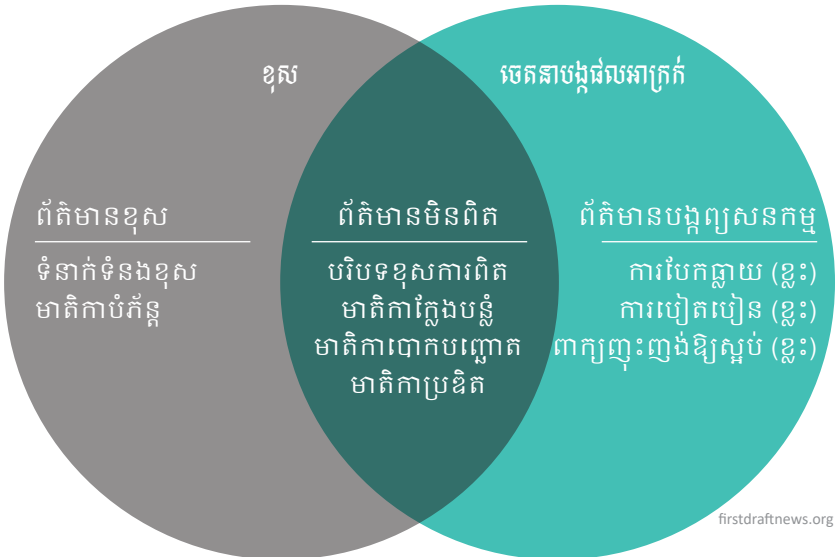 ខុស
ចេតនាបង្កផលអាក្រក់
ព័ត៌មានខុស
ទំនាក់ទំនងខុស
មាតិកាបំភ័ន្ត
ព័ត៌មានមិនពិត
បរិបទខុសការពិត
មាតិកាក្លែងបន្លំ
មាតិកាបោកបញ្ឆោត
មាតិកាប្រឌិត
ព័ត៌មានបង្កព្យសនកម្ម
ការបែកធ្លាយ (ខ្លះ)
ការបៀតបៀន (ខ្លះ)
ពាក្យញុះញង់ឱ្យស្អប់ (ខ្លះ)
firstdraftnews.org